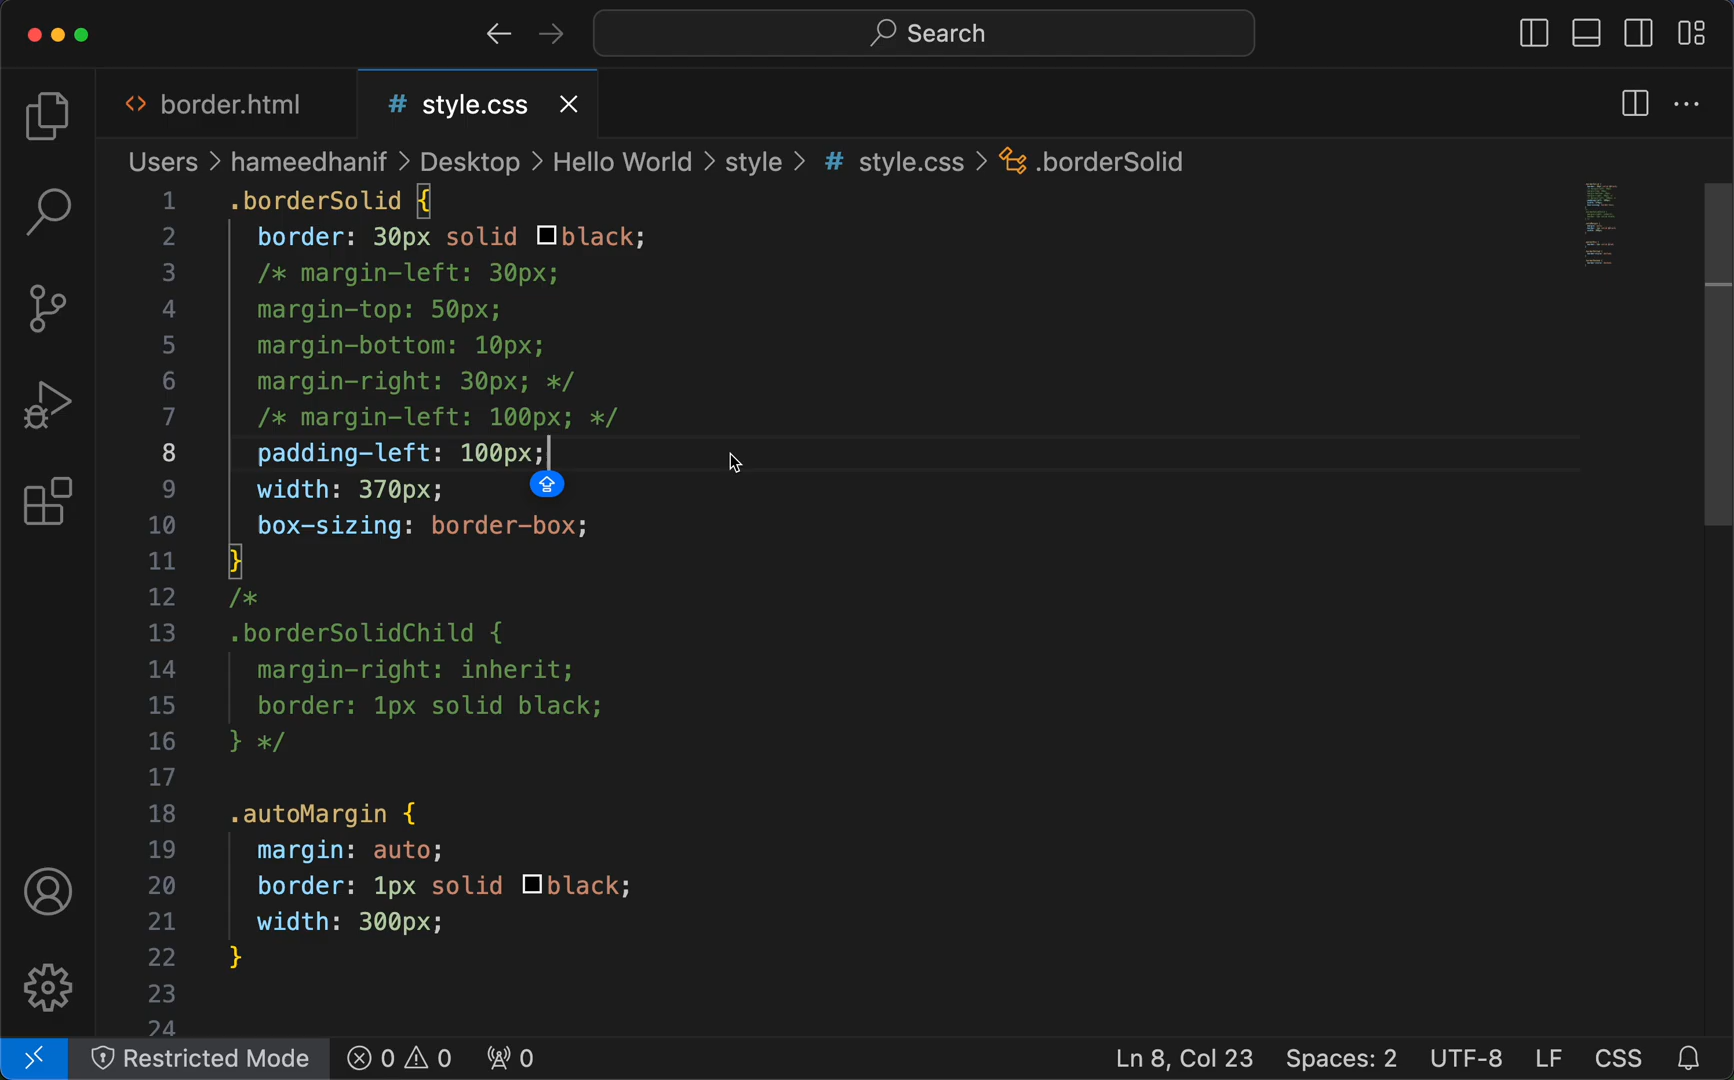 Search
<> border.html # style.css ×
Users > hameedhanif > Desktop > Hello World > style > # style.css > .borderSolid
1 .borderSolid {
2 border: 30px solid black;
3 /* margin-left: 30px;
4 margin-top: 50px;
5 margin-bottom: 10px;
6 margin-right: 30px; */
7 /* margin-left: 100px; */
8 padding-left: 100px;
9 width: 370px;
10 box-sizing: border-box;
11 }
12 /*
13 .borderSolidChild {
14 margin-right: inherit;
15 border: 1px solid black;
16 } */
17
18 .autoMargin {
19 margin: auto;
20 border: 1px solid black;
21 width: 300px;
22 }
23
24
Restricted Mode 0 0 0 Ln 8, Col 23 Spaces: 2 UTF-8 LF CSS